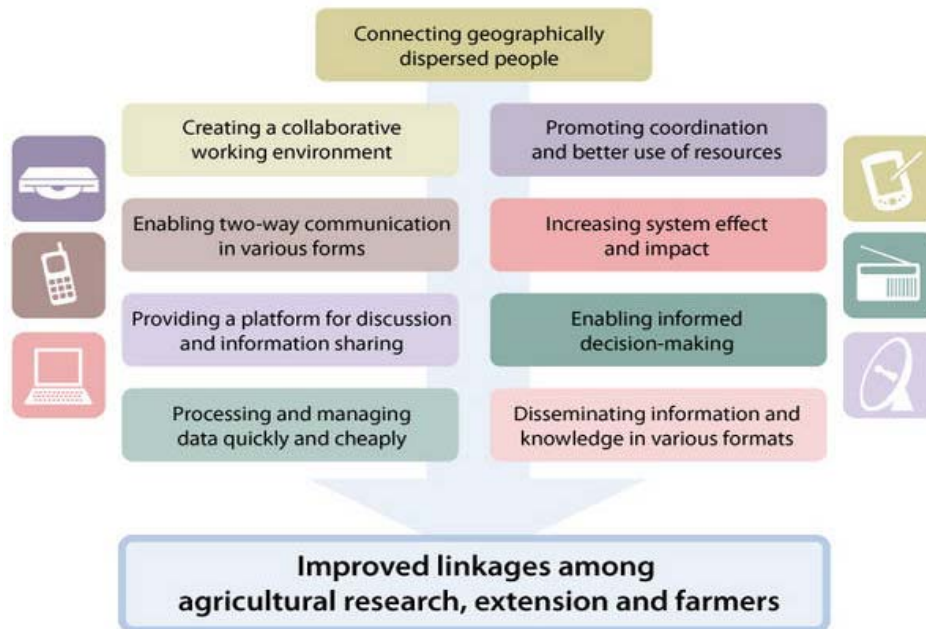 Connecting geographically
dispersed people
Creating a collaborative
working environment
Promoting coordination
and better use of resources
Enabling two-way communication
in various forms
Increasing system effect
and impact
Providing a platform for discussion
and information sharing
Enabling informed
decision-making
Processing and managing
data quickly and cheaply
Disseminating information and
knowledge in various formats
Improved linkages among
agricultural research, extension and farmers